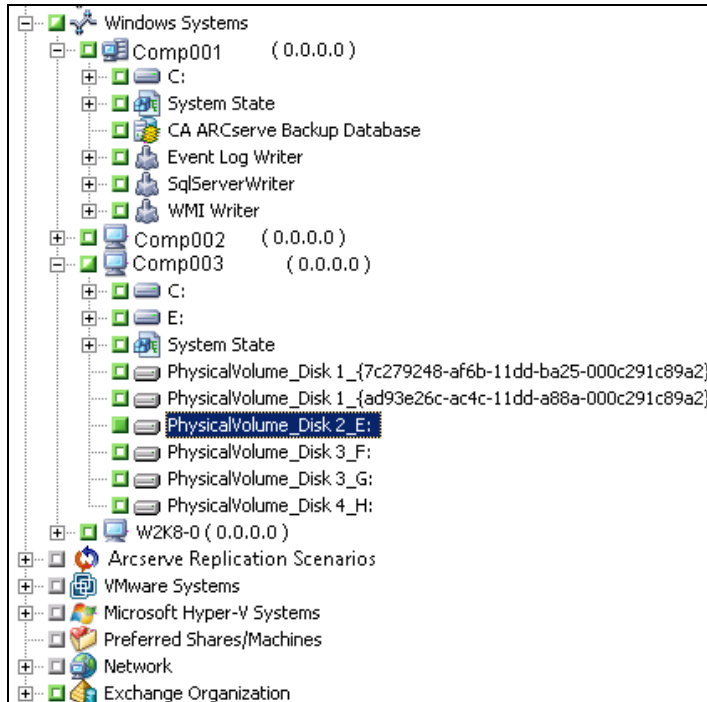 Windows Systems
Comp001 ( 0.0.0.0 )
C:
System State
CA ARCserve Backup Database
Event Log Writer
SqlServerWriter
WMI Writer
Comp002 ( 0.0.0.0 )
Comp003 ( 0.0.0.0 )
C:
E:
System State
PhysicalVolume_Disk 1_{7c279248-af6b-11dd-ba25-000c291c89a2}
PhysicalVolume_Disk 1_{ad93e26c-ac4c-11dd-a88a-000c291c89a2}
PhysicalVolume_Disk 2_E:
PhysicalVolume_Disk 3_F:
PhysicalVolume_Disk 3_G:
PhysicalVolume_Disk 4_H:
W2K8-0 ( 0.0.0.0 )
Arcserve Replication Scenarios
VMware Systems
Microsoft Hyper-V Systems
Preferred Shares/Machines
Network
Exchange Organization